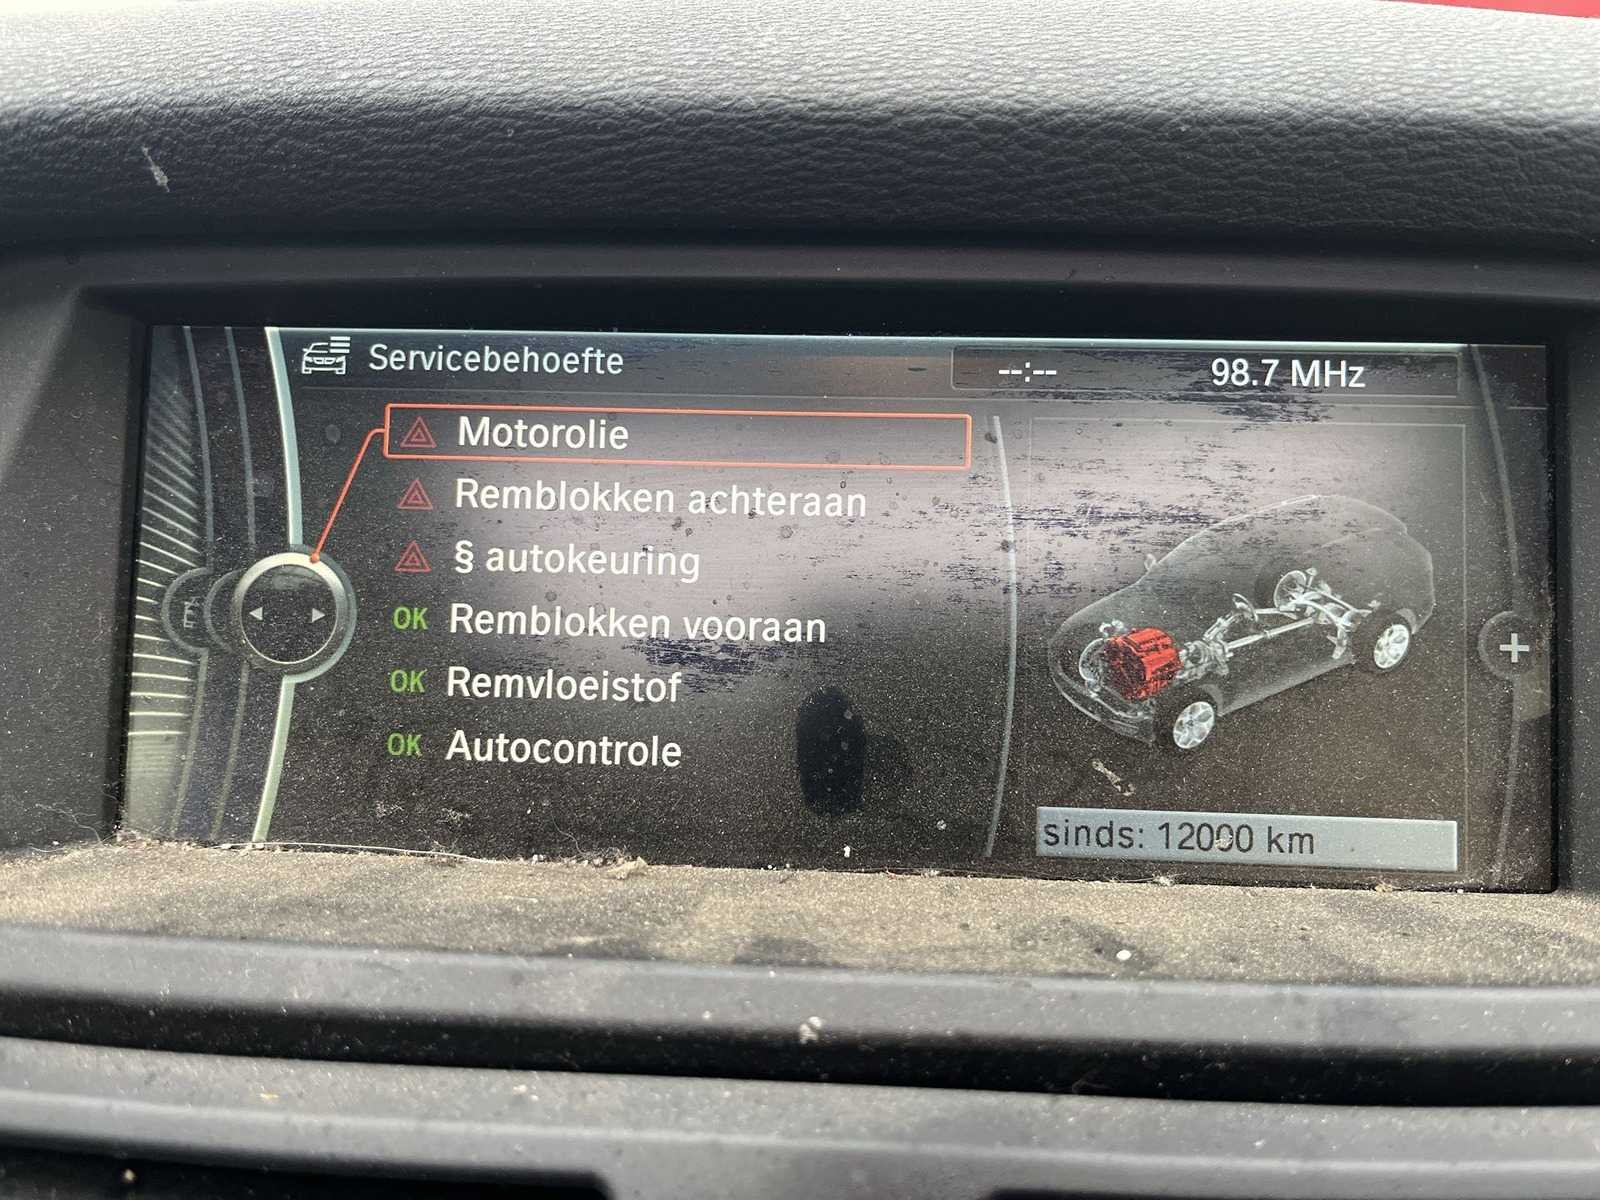 Servicebehoefte
--:-- 98.7 MHz
Motorolie
Remblokken achteraan
§ autokeuring
OK Remblokken vooraan
OK Remvloeistof
OK Autocontrole
sinds: 12000 km